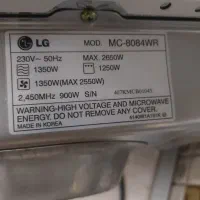 LG MOD. MC-8084WR
230V~ 50Hz MAX. 2650W
1350W 1250W
1350W(MAX 2550W)
2,450MHz 900W S/N
WARNING-HIGH VOLTAGE AND MICROWAVE
ENERGY. DO NOT REMOVE COVER.
MADE IN KOREA